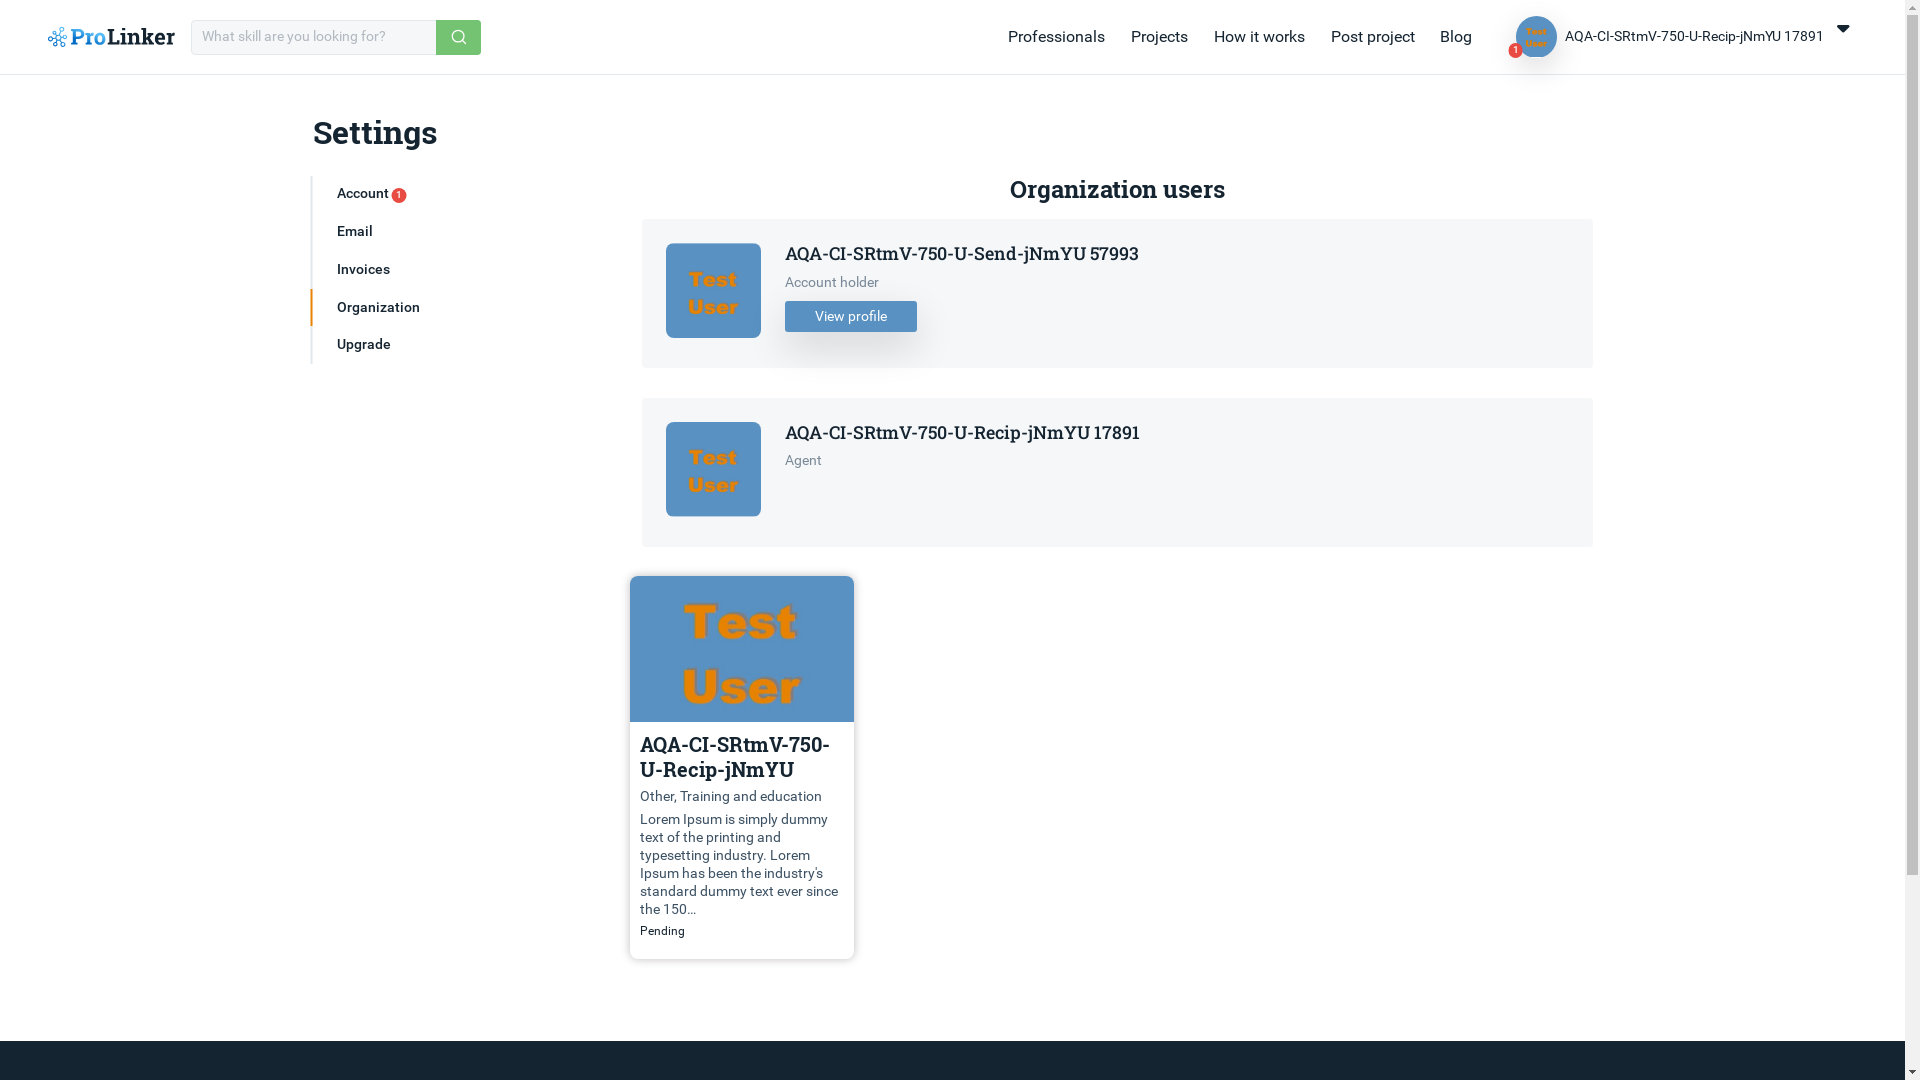 ProLinker
What skill are you looking for?
Professionals
Projects
How it works
Post project
Blog
Test
User
1
AQA-CI-SRtmV-750-U-Recip-jNmYU 17891
Settings
Account 1
Email
Invoices
Organization
Upgrade
Organization users
Test
User
AQA-CI-SRtmV-750-U-Send-jNmYU 57993
Account holder
View profile
Test
User
AQA-CI-SRtmV-750-U-Recip-jNmYU 17891
Agent
Test
User
AQA-CI-SRtmV-750-
U-Recip-jNmYU
Other, Training and education
Lorem Ipsum is simply dummy
text of the printing and
typesetting industry. Lorem
Ipsum has been the industry's
standard dummy text ever since
the 150...
Pending